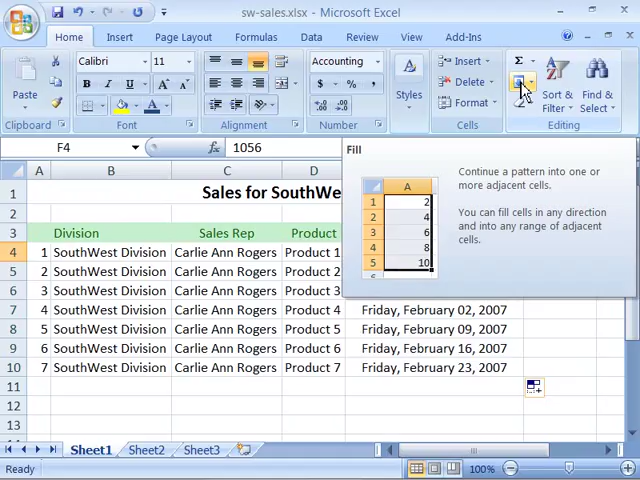 sw-sales.xlsx - Microsoft Excel
Home Insert Page Layout Formulas Data Review View Add-Ins
Calibri 11 Accounting Insert Σ
Paste B I U A A $ % , Styles Delete Sort & Filter Find & Select
A Format
Clipboard Font Alignment Number Cells Editing
F4 fx 1056
Fill
Continue a pattern into one or more adjacent cells.
You can fill cells in any direction and into any range of adjacent cells.
A
1 2
2 4
3 6
4 8
5 10
6
A B C D
1 Sales for SouthWe
2
3 Division Sales Rep Product
4 1 SouthWest Division Carlie Ann Rogers Product 1
5 2 SouthWest Division Carlie Ann Rogers Product 2
6 3 SouthWest Division Carlie Ann Rogers Product 3
7 4 SouthWest Division Carlie Ann Rogers Product 4 Friday, February 02, 2007
8 5 SouthWest Division Carlie Ann Rogers Product 5 Friday, February 09, 2007
9 6 SouthWest Division Carlie Ann Rogers Product 6 Friday, February 16, 2007
10 7 SouthWest Division Carlie Ann Rogers Product 7 Friday, February 23, 2007
11
12
13
14
Sheet1 Sheet2 Sheet3
Ready 100%